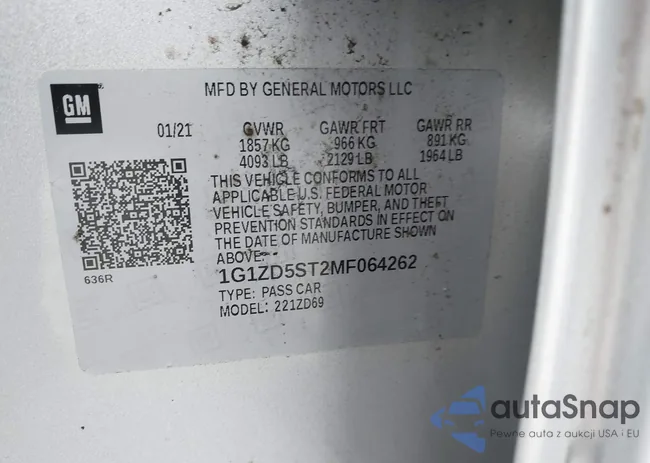 GM
MFD BY GENERAL MOTORS LLC
01/21 GVWR GAWR FRT GAWR RR
1857 KG 966 KG 891 KG
4093 LB 2129 LB 1964 LB
THIS VEHICLE CONFORMS TO ALL
APPLICABLE U.S. FEDERAL MOTOR
VEHICLE SAFETY, BUMPER, AND THEFT
PREVENTION STANDARDS IN EFFECT ON
THE DATE OF MANUFACTURE SHOWN
ABOVE.
1G1ZD5ST2MF064262
TYPE: PASS CAR
MODEL: 221ZD69
636R
autaSnap
Pewne auta z aukcji USA i EU